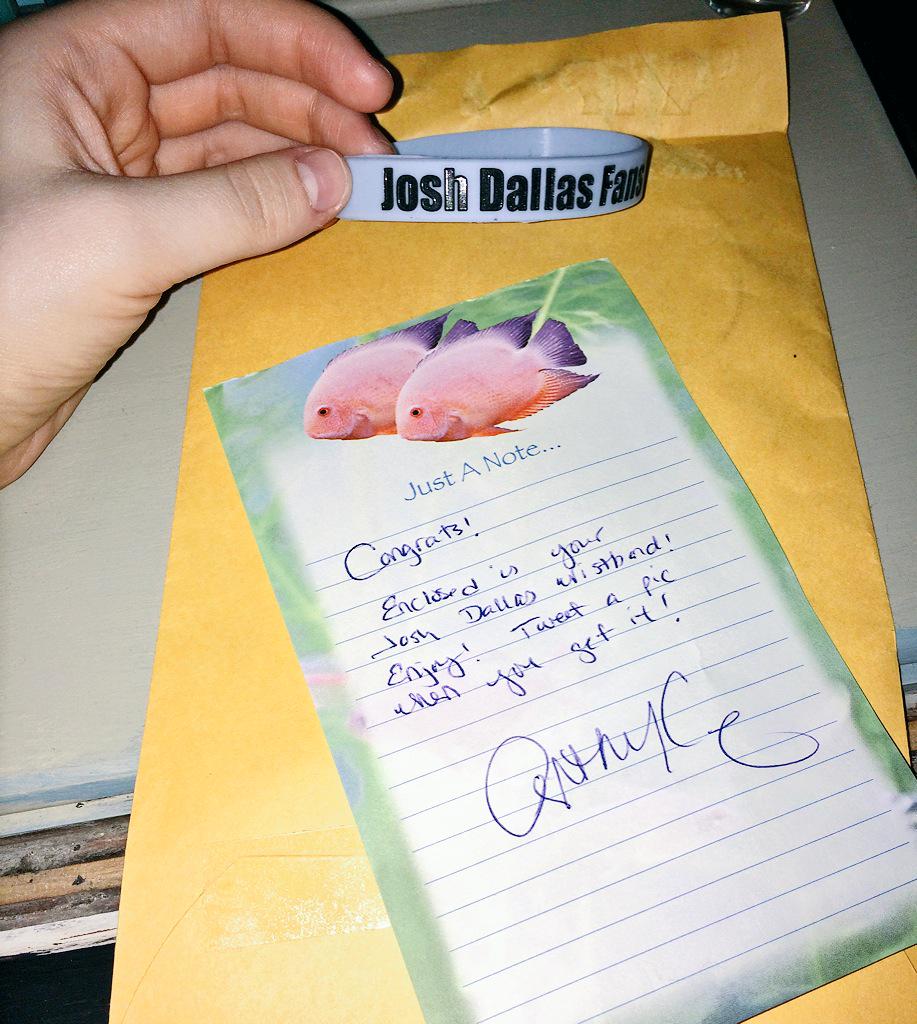 Josh Dallas Fans
Just A Note...
Congrats!
Enclosed is your
Josh Dallas wristband!
Enjoy! Tweet a pic
when you get it!